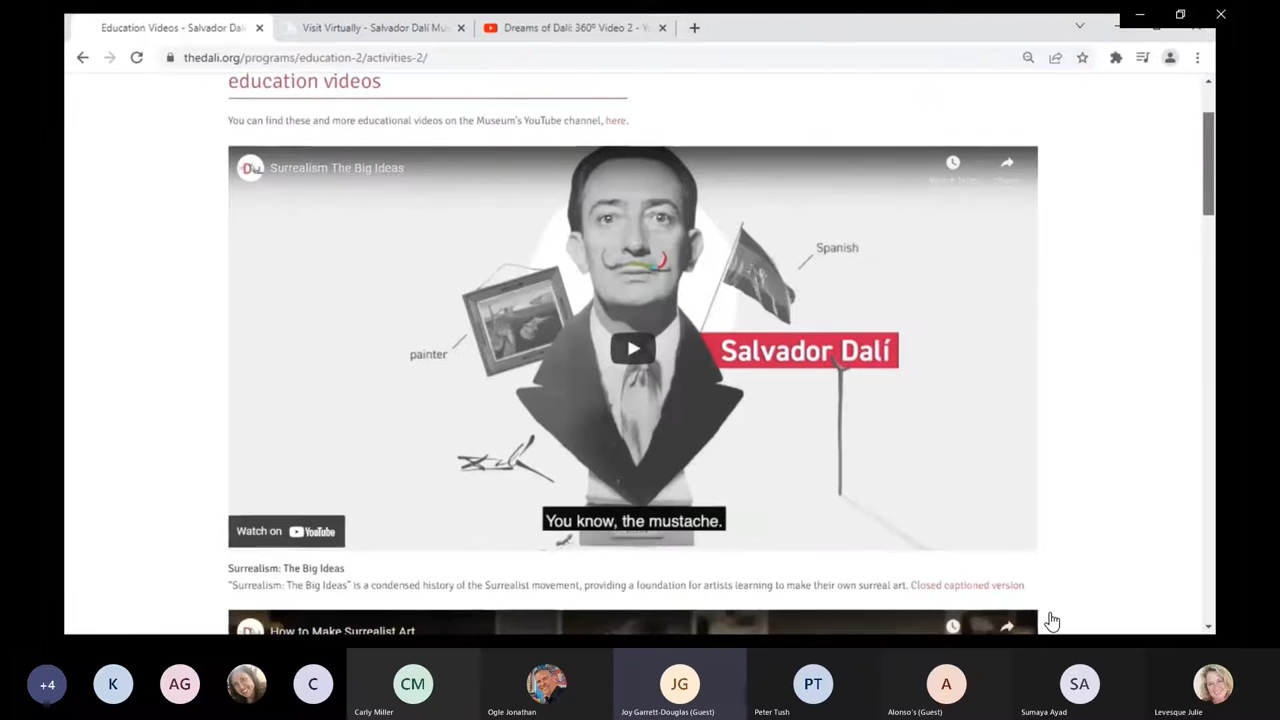 Education Videos - Salvador Dalí
Visit Virtually - Salvador Dalí Mus
Dreams of Dalí: 360º Video 2 - Y
thedali.org/programs/education-2/activities-2/
education videos
You can find these and more educational videos on the Museum's YouTube channel, here.
Surrealism The Big Ideas
Spanish
painter
Salvador Dalí
Dalí
You know, the mustache.
Watch on YouTube
Surrealism: The Big Ideas
"Surrealism: The Big Ideas" is a condensed history of the Surrealist movement, providing a foundation for artists learning to make their own surreal art. Closed captioned version
How to Make Surrealist Art
+4
K
AG
C
CM
JG
PT
A
SA
Carly Miller
Ogle Jonathan
Joy Garrett-Douglas (Guest)
Peter Tush
Alonso's (Guest)
Sumaya Ayad
Levesque Julie